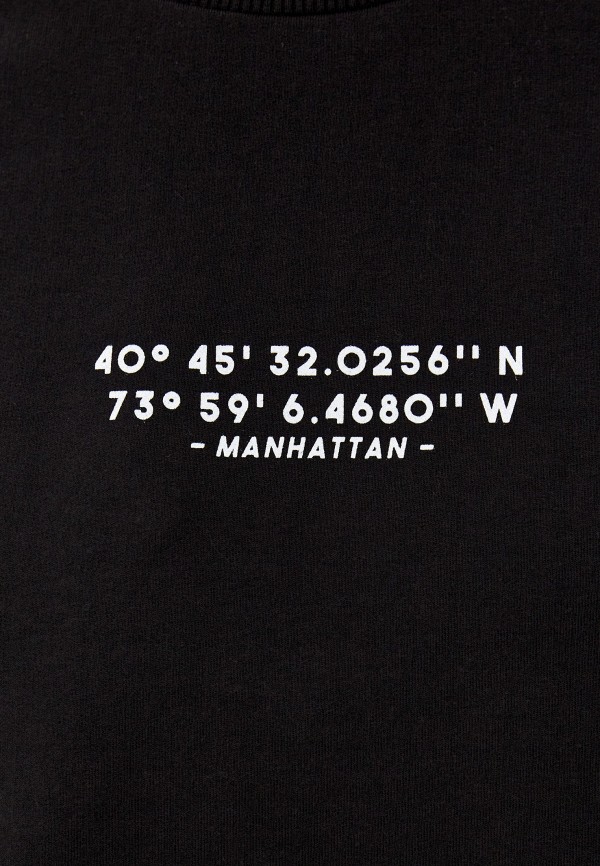 40° 45' 32.0256'' N
73° 59' 6.4680'' W
- MANHATTAN -